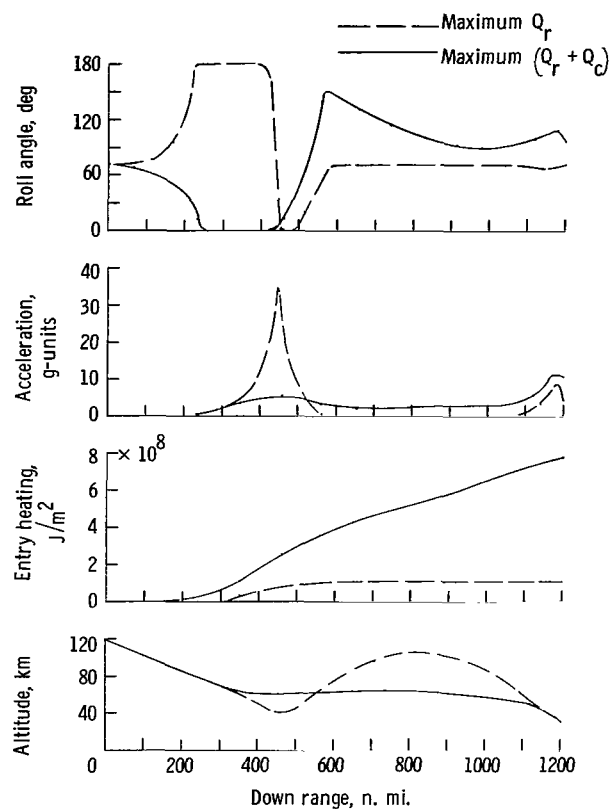 Maximum Q_r
Maximum (Q_r + Q_c)
180
120
60
0
Roll angle, deg
40
30
20
10
0
Acceleration,
g-units
8
× 10^8
6
4
2
0
Entry heating,
J/m^2
120
80
40
Altitude, km
0 200 400 600 800 1000 1200
Down range, n. mi.